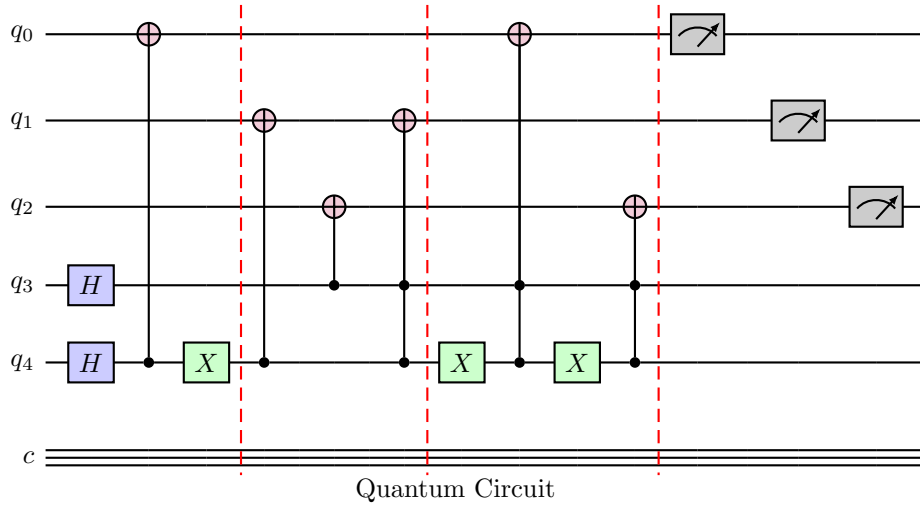 q₀
q₁
q₂
q₃ H
q₄ H X X X
c
Quantum Circuit